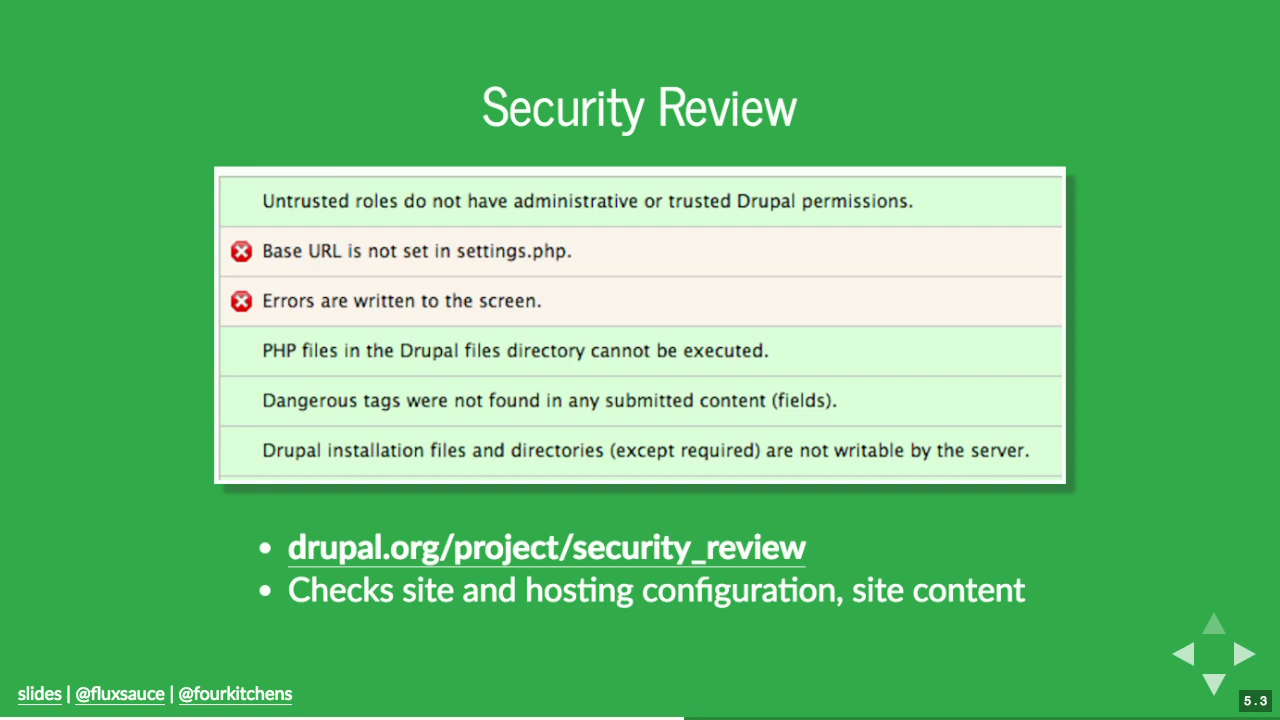 Security Review
Untrusted roles do not have administrative or trusted Drupal permissions.
Base URL is not set in settings.php.
Errors are written to the screen.
PHP files in the Drupal files directory cannot be executed.
Dangerous tags were not found in any submitted content (fields).
Drupal installation files and directories (except required) are not writable by the server.
• drupal.org/project/security_review
• Checks site and hosting configuration, site content
slides | @fluxsauce | @fourkitchens
5.3